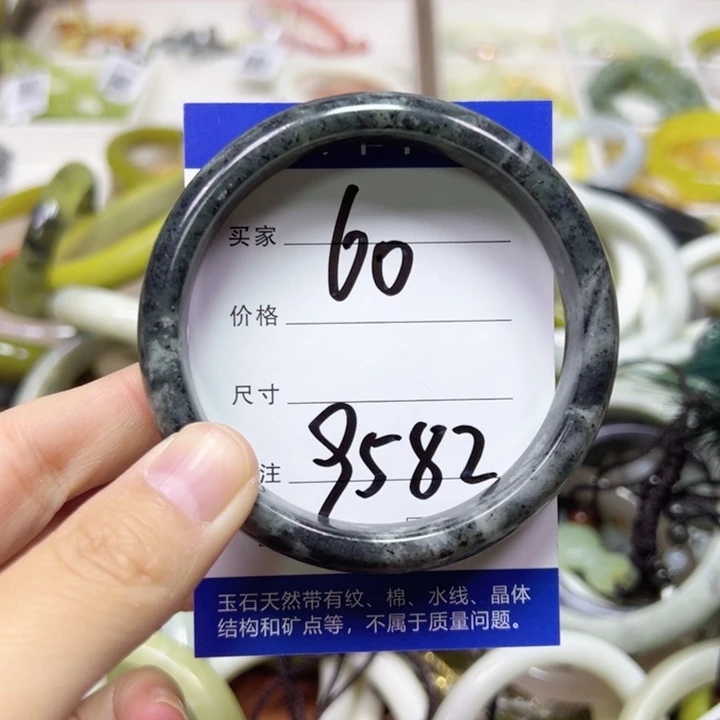 买家 60
价格
尺寸
注 9582
玉石天然带有纹、棉、水线、晶体
结构和矿点等，不属于质量问题。